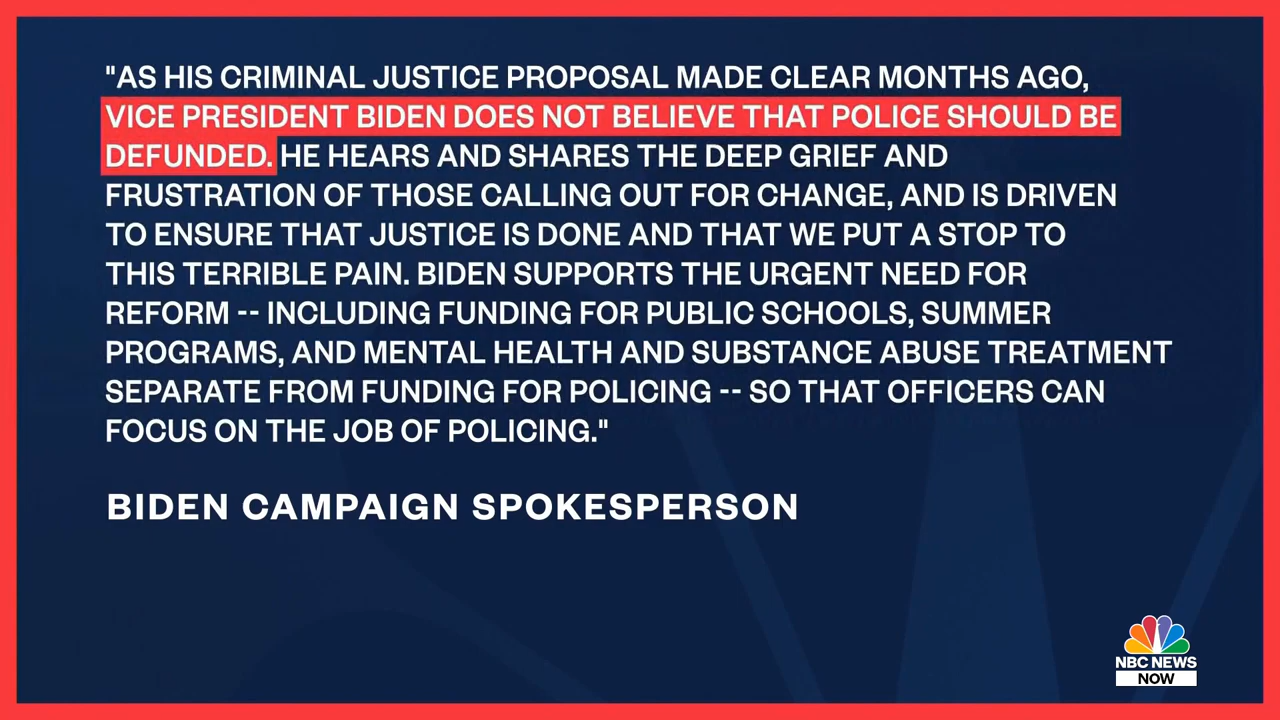 "AS HIS CRIMINAL JUSTICE PROPOSAL MADE CLEAR MONTHS AGO,
VICE PRESIDENT BIDEN DOES NOT BELIEVE THAT POLICE SHOULD BE
DEFUNDED. HE HEARS AND SHARES THE DEEP GRIEF AND
FRUSTRATION OF THOSE CALLING OUT FOR CHANGE, AND IS DRIVEN
TO ENSURE THAT JUSTICE IS DONE AND THAT WE PUT A STOP TO
THIS TERRIBLE PAIN. BIDEN SUPPORTS THE URGENT NEED FOR
REFORM -- INCLUDING FUNDING FOR PUBLIC SCHOOLS, SUMMER
PROGRAMS, AND MENTAL HEALTH AND SUBSTANCE ABUSE TREATMENT
SEPARATE FROM FUNDING FOR POLICING -- SO THAT OFFICERS CAN
FOCUS ON THE JOB OF POLICING."
BIDEN CAMPAIGN SPOKESPERSON
NBC NEWS
NOW